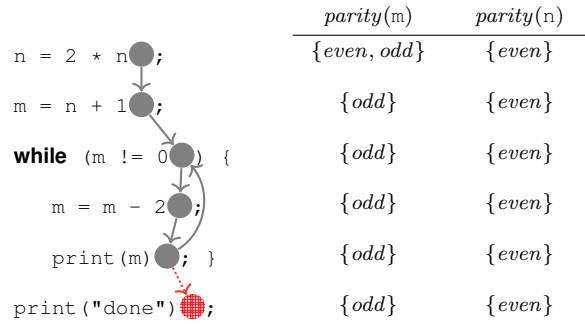 parity(m) parity(n)
n = 2 * n; {even, odd} {even}
m = n + 1; {odd} {even}
while (m != 0) { {odd} {even}
m = m - 2; {odd} {even}
print(m); } {odd} {even}
print("done"); {odd} {even}